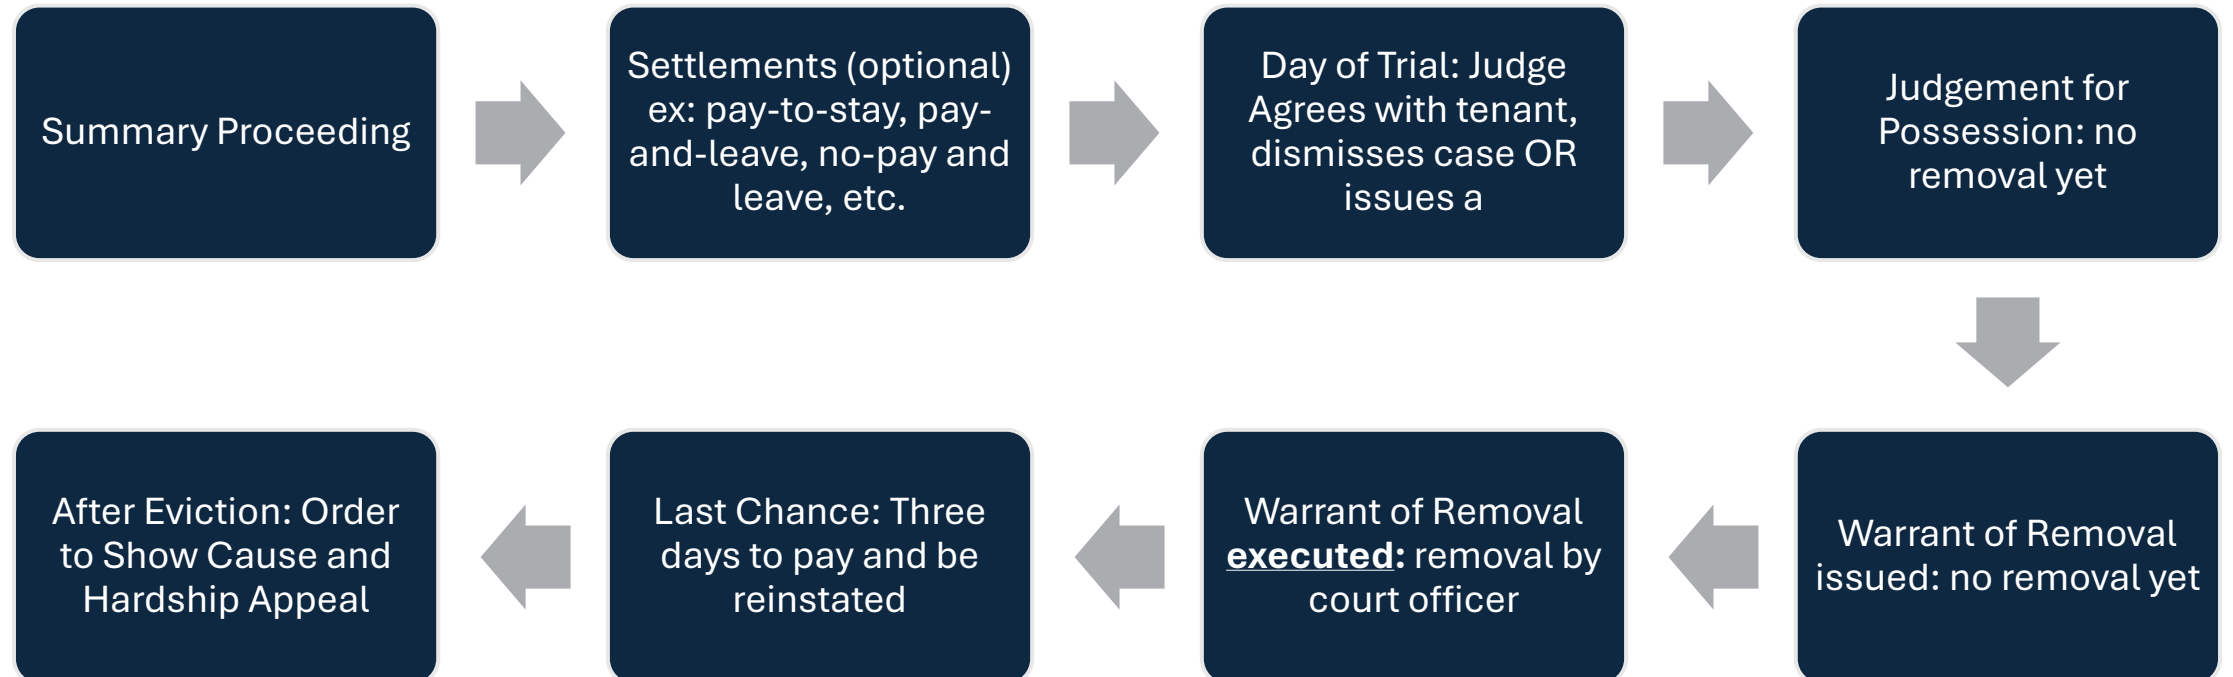 Summary Proceeding
Settlements (optional)
ex: pay-to-stay, pay-
and-leave, no-pay and
leave, etc.
Day of Trial: Judge
Agrees with tenant,
dismisses case OR
issues a
Judgement for
Possession: no
removal yet
Warrant of Removal
issued: no removal yet
Warrant of Removal
executed: removal by
court officer
Last Chance: Three
days to pay and be
reinstated
After Eviction: Order
to Show Cause and
Hardship Appeal